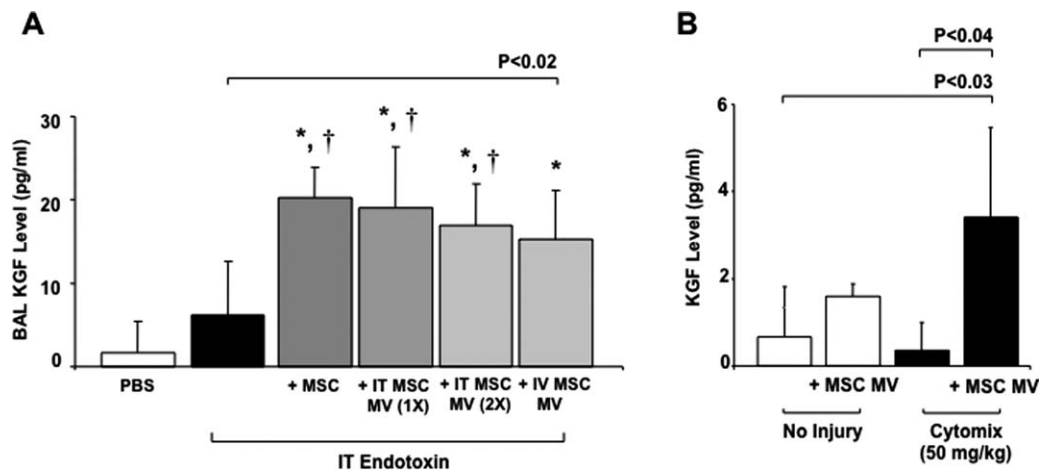 A
P<0.02
BAL KGF Level (pg/ml)
30
20
10
0
*, †
*, †
*, †
*
PBS
+ MSC
+ IT MSC
MV (1X)
+ IT MSC
MV (2X)
+ IV MSC
MV
IT Endotoxin
B
P<0.04
P<0.03
KGF Level (pg/ml)
6
4
2
0
+ MSC MV
+ MSC MV
No Injury
Cytomix
(50 mg/kg)